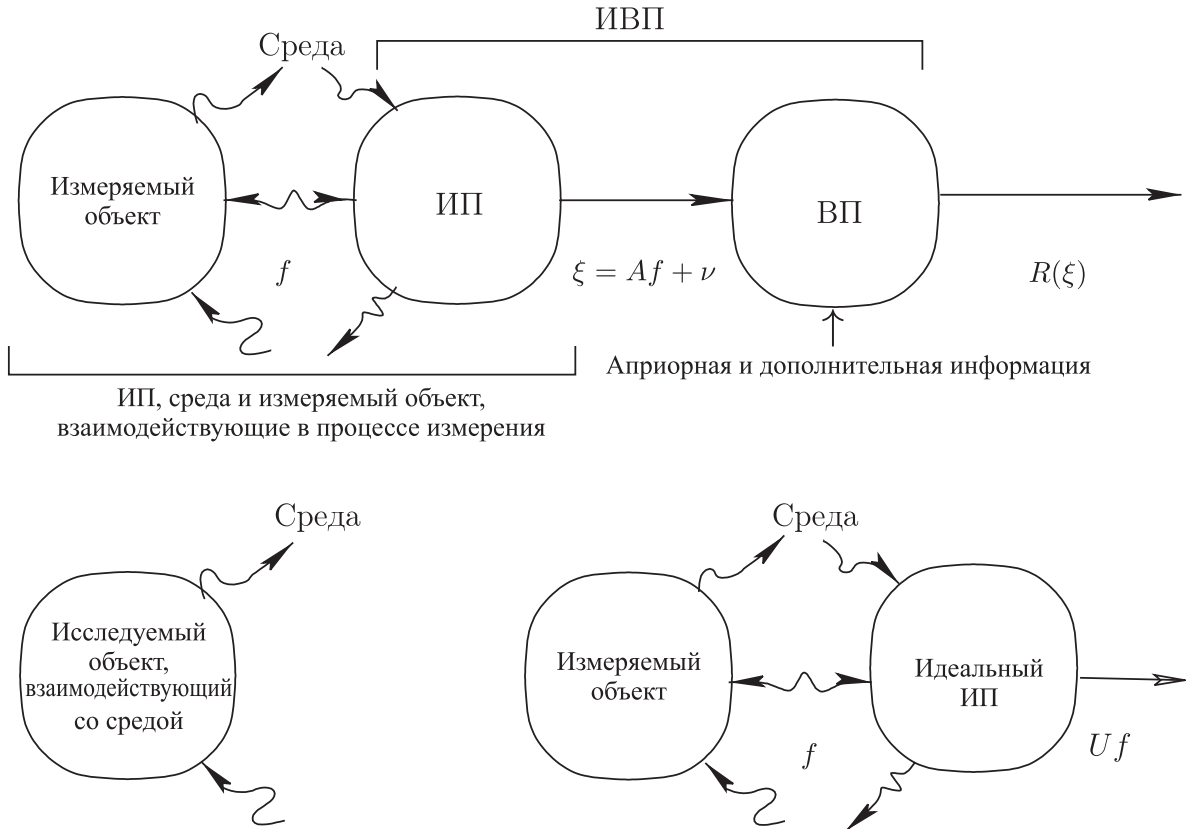 ИВП
Среда
Измеряемый
объект
ИП
ВП
f
ξ = Af + ν
R(ξ)
Априорная и дополнительная информация
ИП, среда и измеряемый объект,
взаимодействующие в процессе измерения
Среда
Исследуемый
объект,
взаимодействующий
со средой
Среда
Измеряемый
объект
Идеальный
ИП
f
Uf